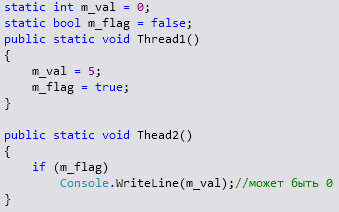 static int m_val = 0;
static bool m_flag = false;
public static void Thread1()
{
    m_val = 5;
    m_flag = true;
}

public static void Thead2()
{
    if (m_flag)
        Console.WriteLine(m_val);//может быть 0
}